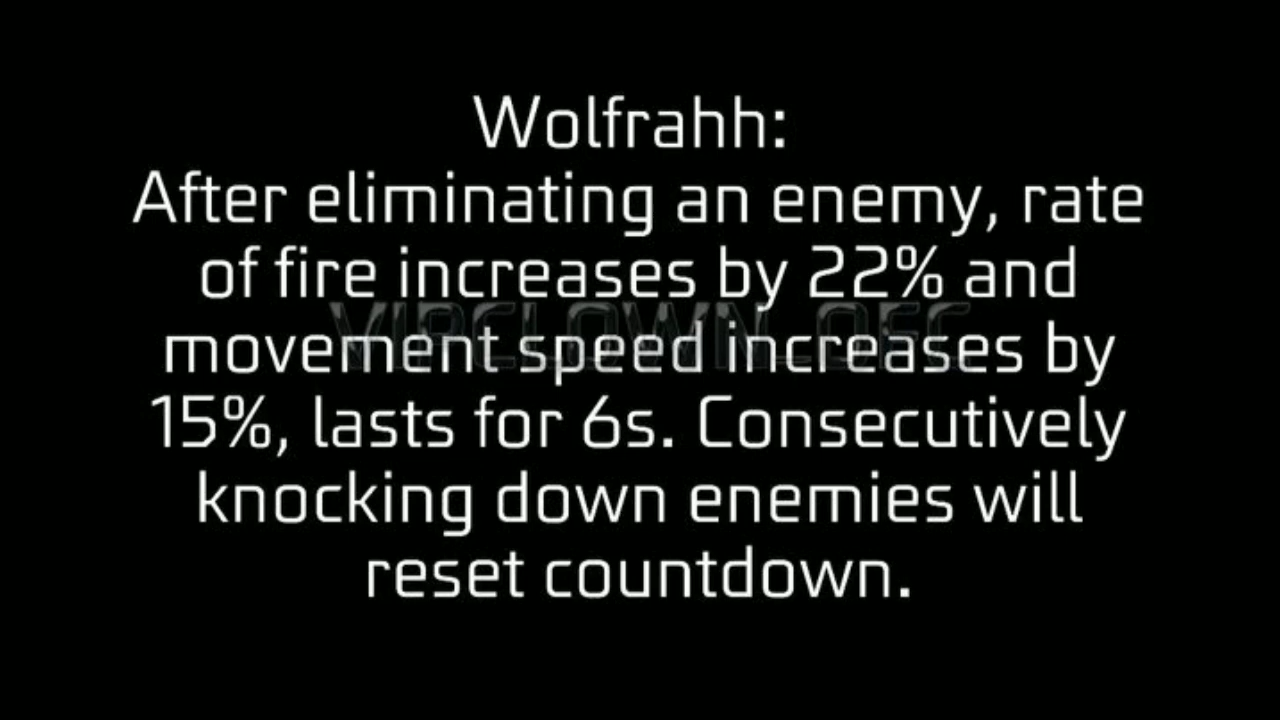 Wolfrahh:
After eliminating an enemy, rate
of fire increases by 22% and
VIPCLOWN_OFC
movement speed increases by
15%, lasts for 6s. Consecutively
knocking down enemies will
reset countdown.